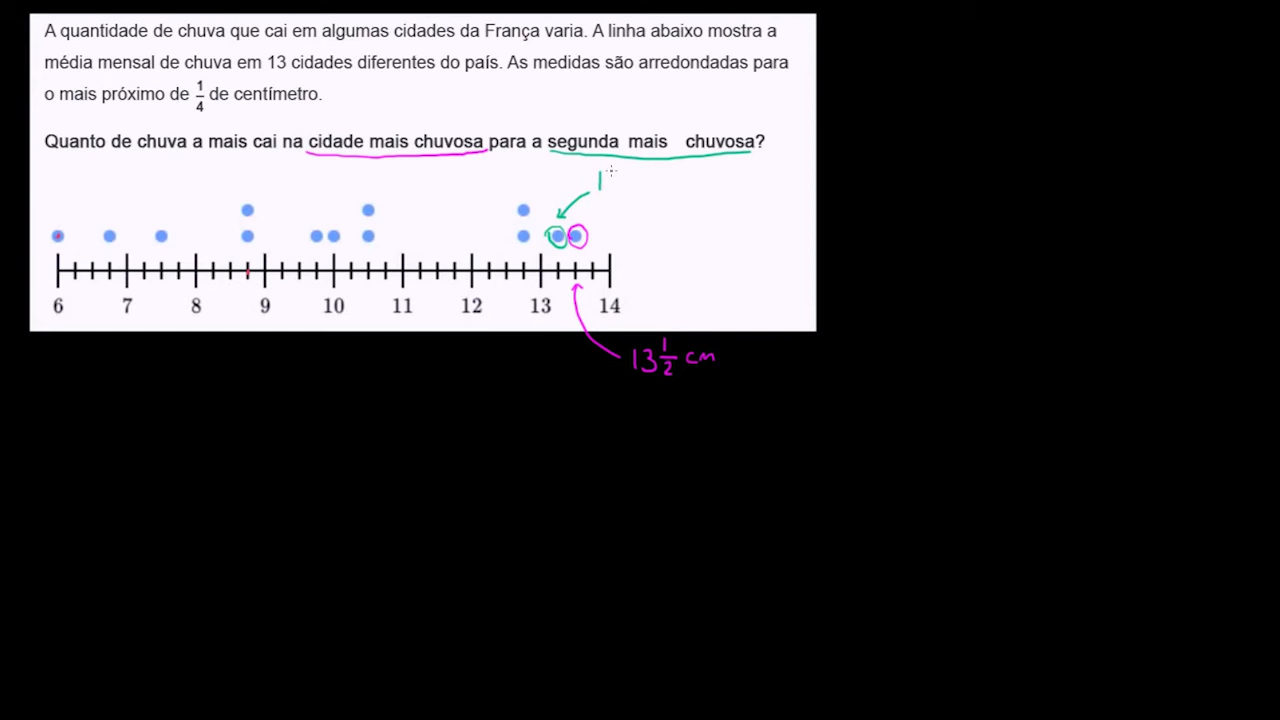 A quantidade de chuva que cai em algumas cidades da França varia. A linha abaixo mostra a
média mensal de chuva em 13 cidades diferentes do país. As medidas são arredondadas para
o mais próximo de 1/4 de centímetro.
Quanto de chuva a mais cai na cidade mais chuvosa para a segunda mais chuvosa?
1
6 7 8 9 10 11 12 13 14
13 1/2 cm